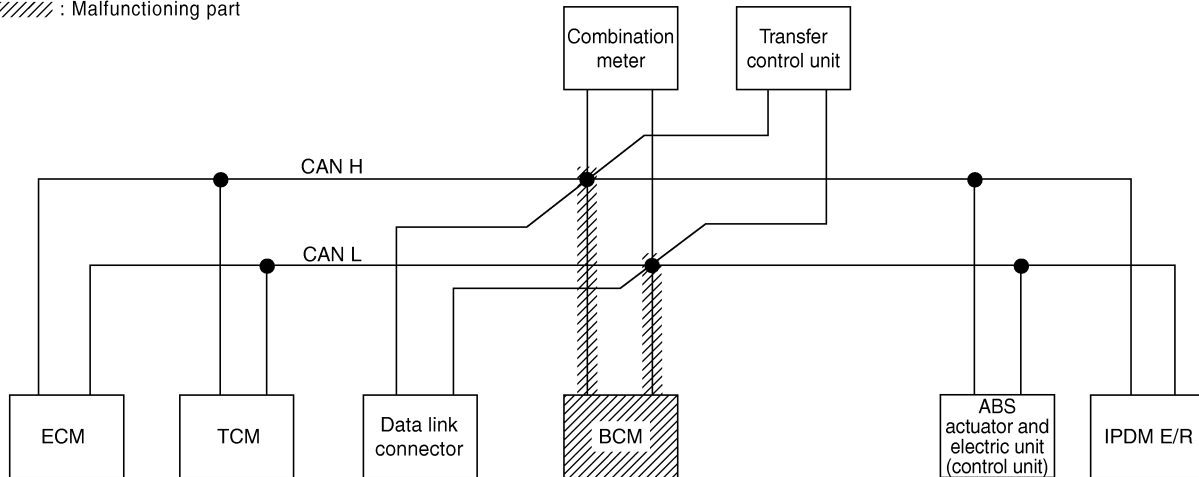 : Malfunctioning part
Combination
meter
Transfer
control unit
CAN H
CAN L
ECM
TCM
Data link
connector
BCM
ABS
actuator and
electric unit
(control unit)
IPDM E/R